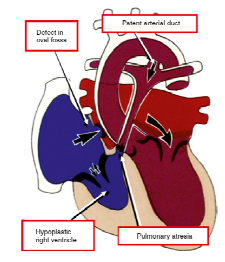 Patent arterial duct
Defect in
oval fossa
Hypoplastic
right ventricle
Pulmonary atresia